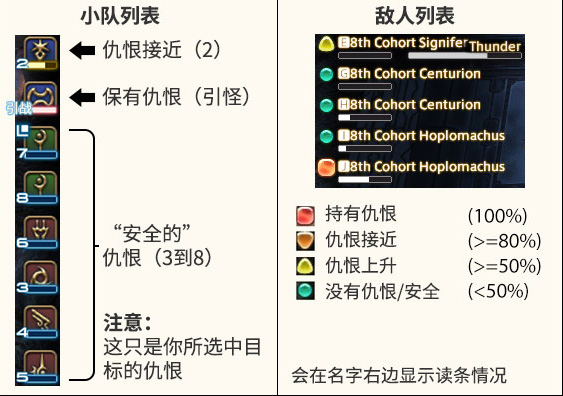 小队列表
2
仇恨接近（2）
引战
保有仇恨（引怪）
L
7
8
6
3
4
5
“安全的”
仇恨（3到8）
注意：
这只是你所选中目
标的仇恨
敌人列表
E 8th Cohort Signifer Thunder
G 8th Cohort Centurion
H 8th Cohort Centurion
I 8th Cohort Hoplomachus
J 8th Cohort Hoplomachus
持有仇恨 (100%)
仇恨接近 (>=80%)
仇恨上升 (>=50%)
没有仇恨/安全 (<50%)
会在名字右边显示读条情况